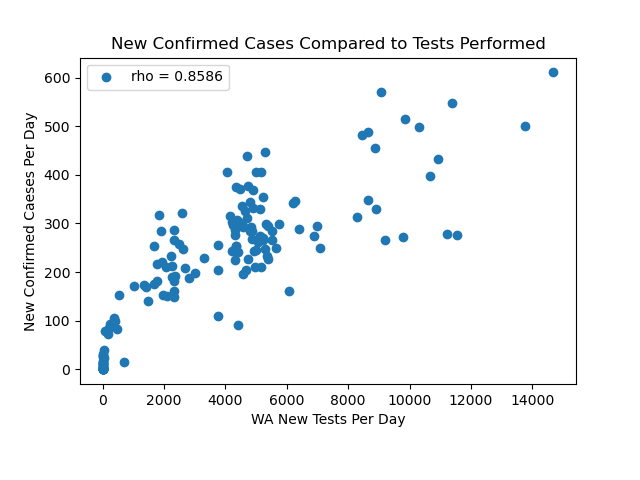 New Confirmed Cases Compared to Tests Performed
rho = 0.8586
600
500
400
300
200
100
0
New Confirmed Caeses Per Day
0 2000 4000 6000 8000 10000 12000 14000
WA New Tests Per Day